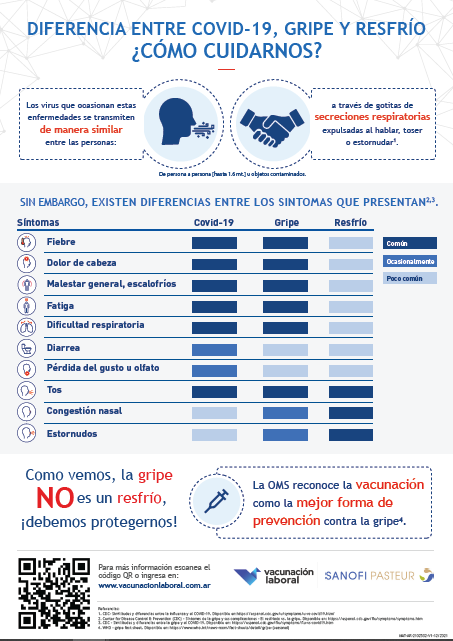 DIFERENCIA ENTRE COVID-19, GRIPE Y RESFRÍO
¿CÓMO CUIDARNOS?
Los virus que ocasionan estas
enfermedades se transmiten
de manera similar
entre las personas:
a través de gotitas de
secreciones respiratorias
expulsadas al hablar, toser
o estornudar¹.
De persona a persona (hasta 1.6 mt.) u objetos contaminados.
SIN EMBARGO, EXISTEN DIFERENCIAS ENTRE LOS SINTOMAS QUE PRESENTAN²,³.
Síntomas Covid-19 Gripe Resfrío
Fiebre
Común
Dolor de cabeza
Ocasionalmente
Malestar general, escalofríos
Poco común
Fatiga
Dificultad respiratoria
Diarrea
Pérdida del gusto u olfato
Tos
Congestión nasal
Estornudos
Como vemos, la gripe
NO es un resfrío,
¡debemos protegernos!
La OMS reconoce la vacunación
como la mejor forma de
prevención contra la gripe⁴.
Para más información escanea el
código QR o ingresa en:
www.vacunacionlaboral.com.ar
vacunación
laboral
SANOFI PASTEUR
Referencias: